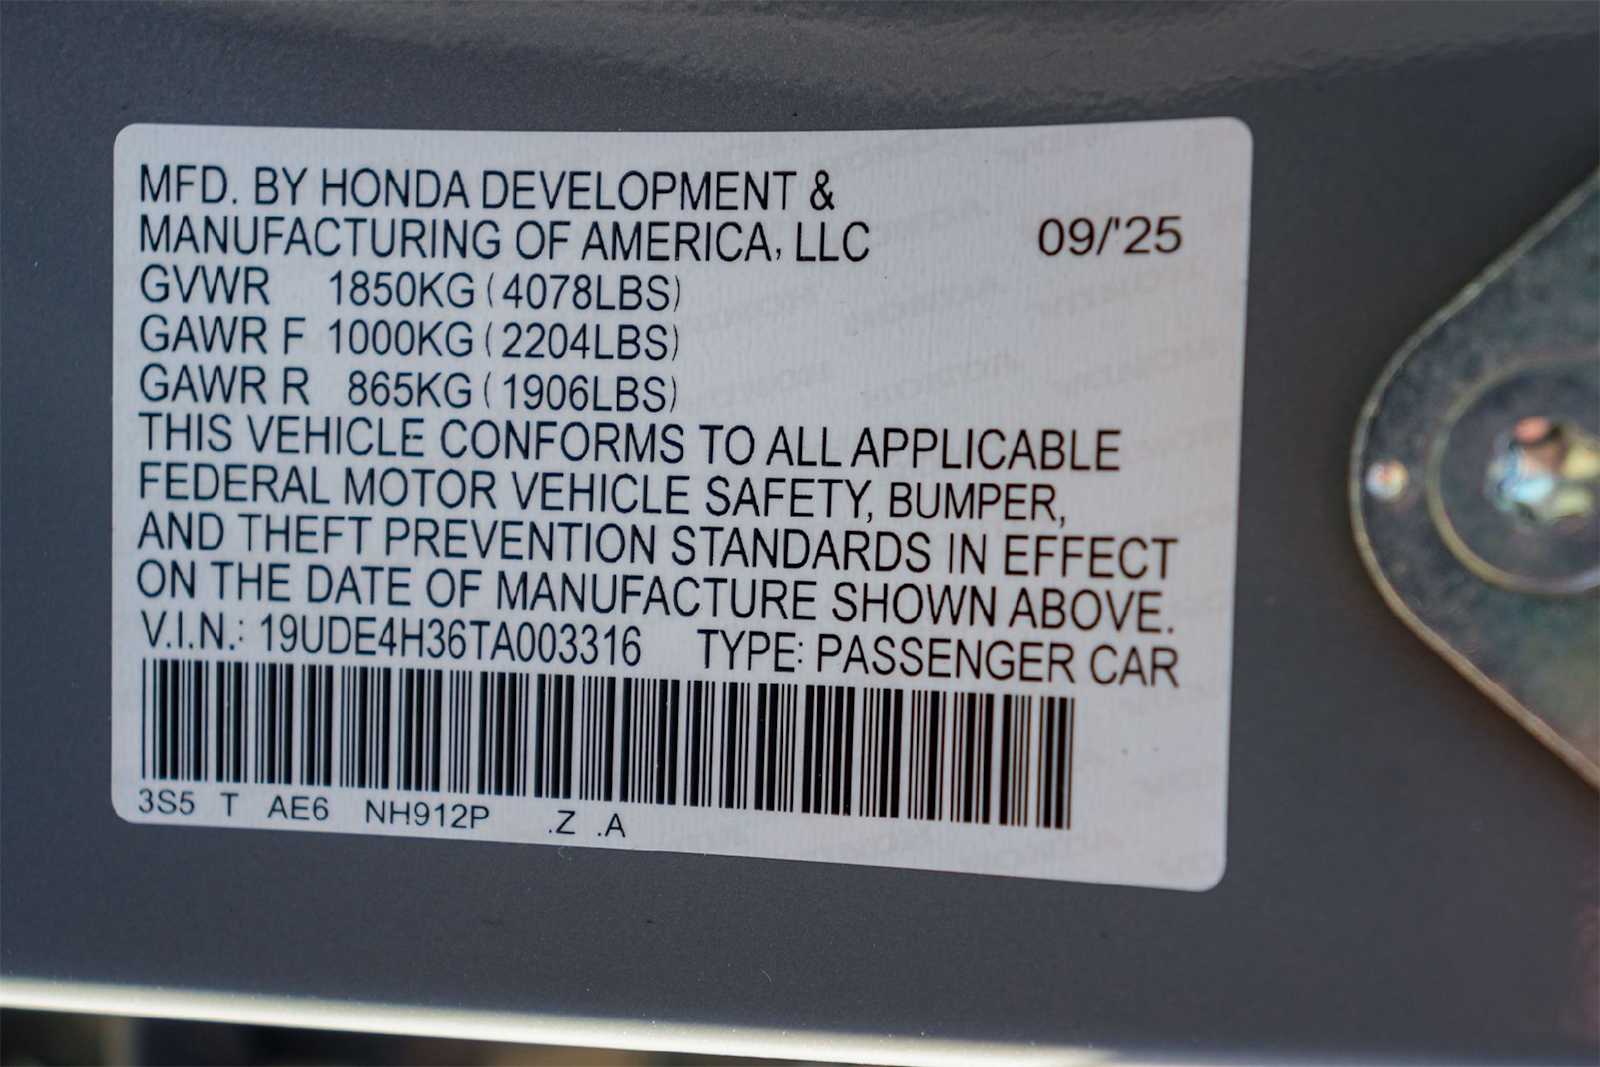 MFD. BY HONDA DEVELOPMENT &
MANUFACTURING OF AMERICA, LLC 09/'25
GVWR 1850KG (4078LBS)
GAWR F 1000KG (2204LBS)
GAWR R 865KG (1906LBS)
THIS VEHICLE CONFORMS TO ALL APPLICABLE
FEDERAL MOTOR VEHICLE SAFETY, BUMPER,
AND THEFT PREVENTION STANDARDS IN EFFECT
ON THE DATE OF MANUFACTURE SHOWN ABOVE.
V.I.N.: 19UDE4H36TA003316 TYPE: PASSENGER CAR
3S5 T AE6 NH912P .Z .A